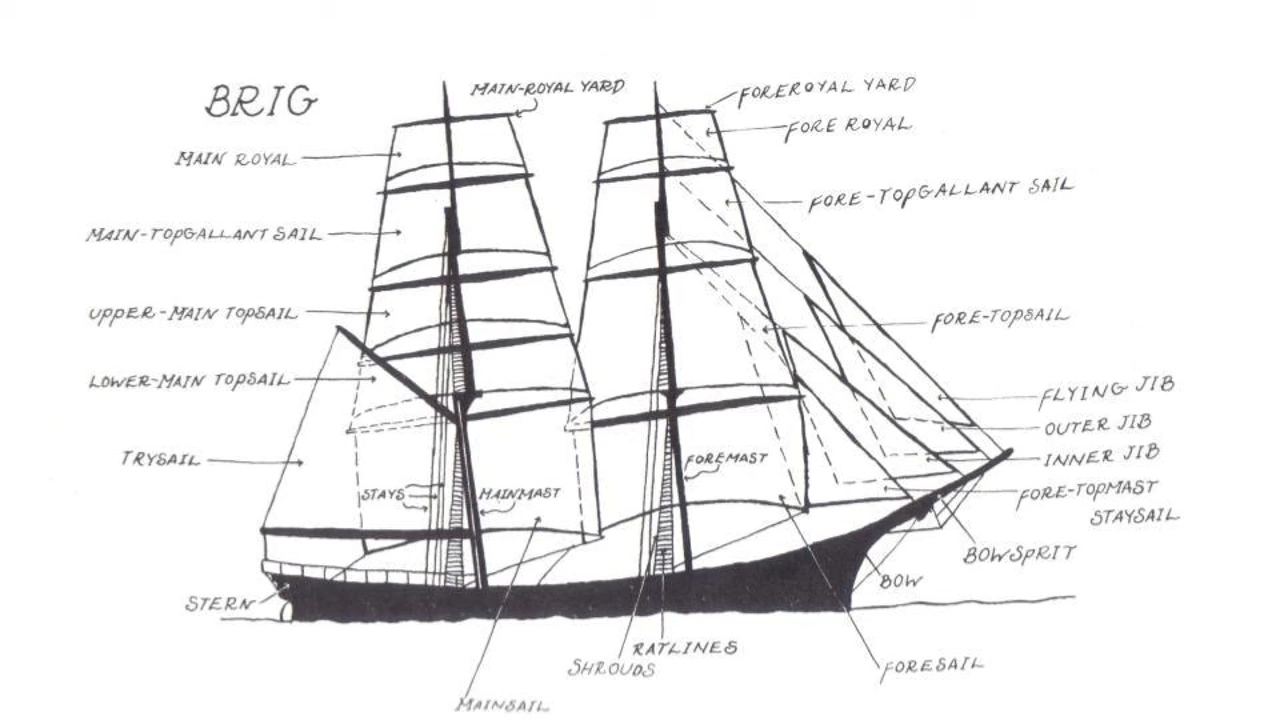 BRIG
MAIN-ROYAL YARD
FOREROYAL YARD
FORE ROYAL
MAIN ROYAL
FORE-TOPGALLANT SAIL
MAIN-TOPGALLANT SAIL
UPPER-MAIN TOPSAIL
FORE-TOPSAIL
LOWER-MAIN TOPSAIL
FLYING JIB
OUTER JIB
TRYSAIL
FOREMAST
INNER JIB
STAYS
MAINMAST
FORE-TOPMAST
STAYSAIL
BOWSPRIT
BOW
STERN
RATLINES
SHROUDS
FORESAIL
MAINSAIL